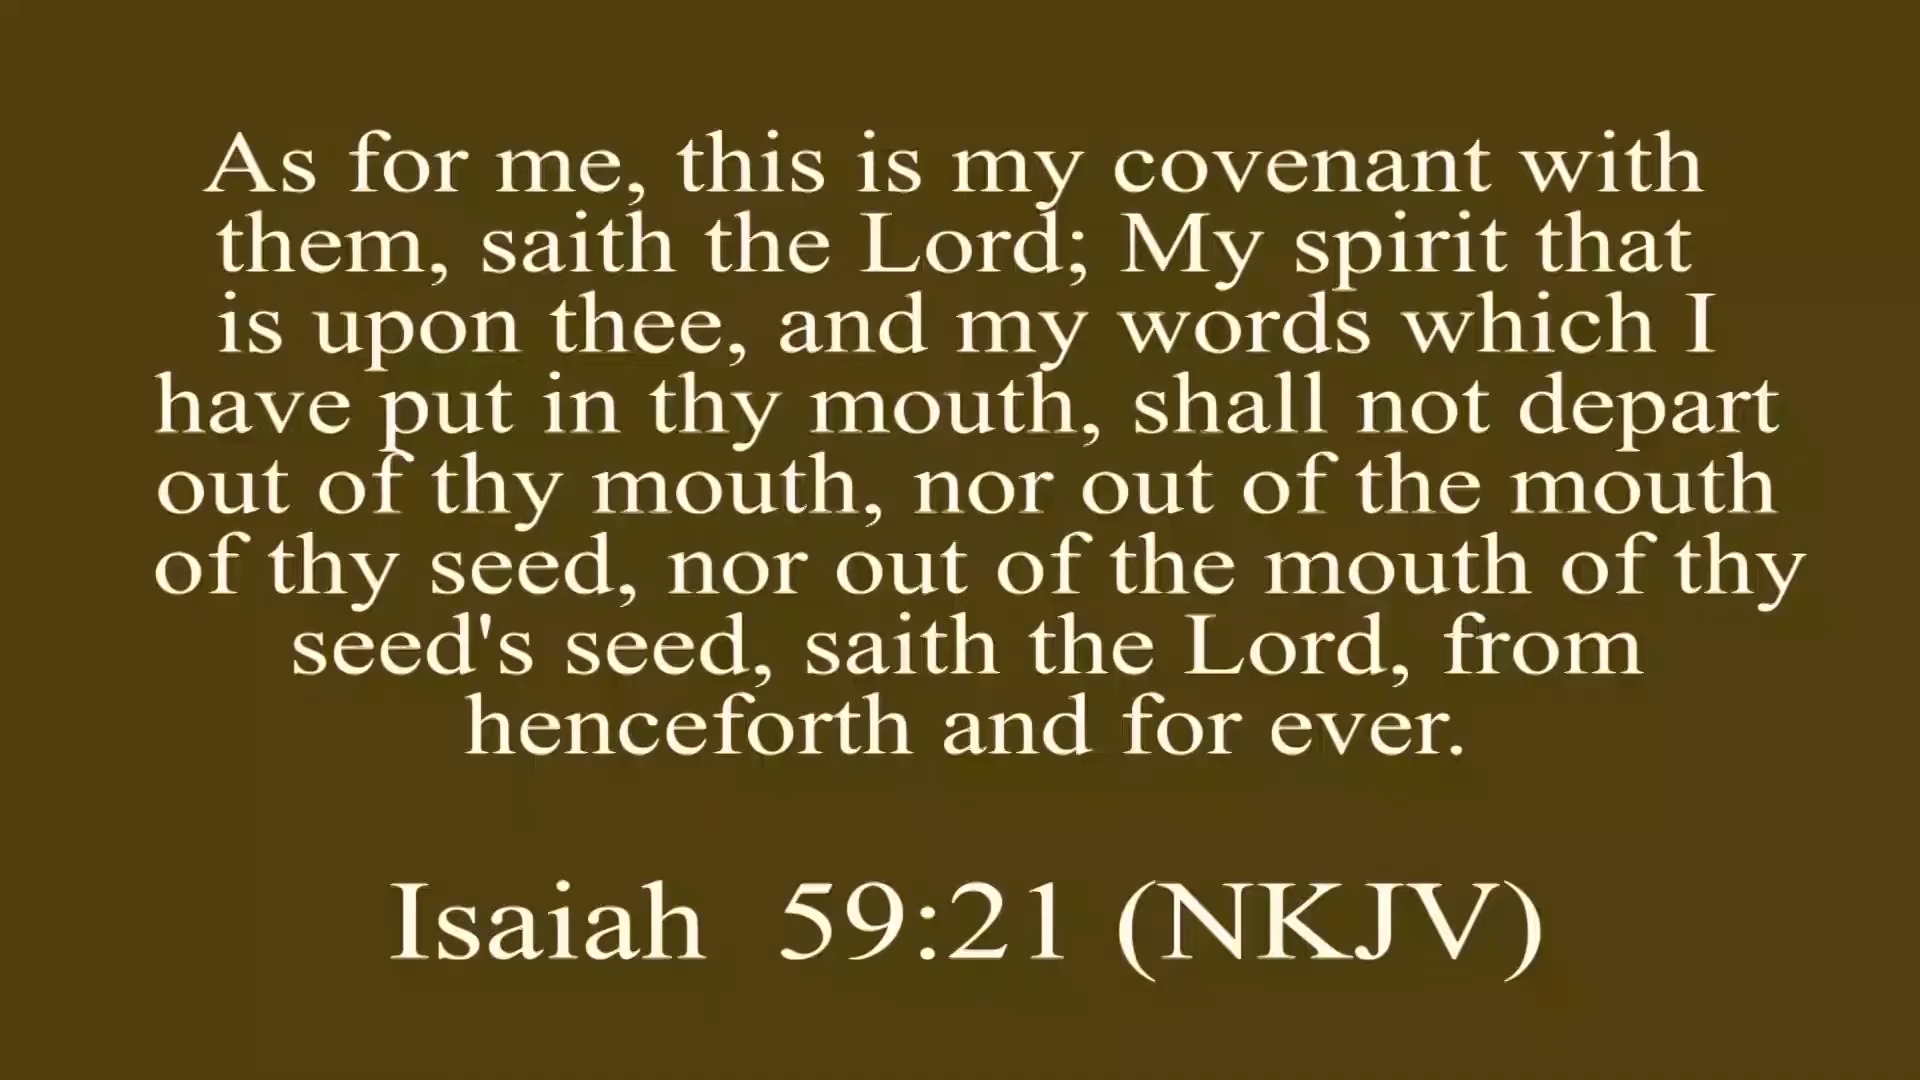 As for me, this is my covenant with
them, saith the Lord; My spirit that
is upon thee, and my words which I
have put in thy mouth, shall not depart
out of thy mouth, nor out of the mouth
of thy seed, nor out of the mouth of thy
seed's seed, saith the Lord, from
henceforth and for ever.
Isaiah 59:21 (NKJV)